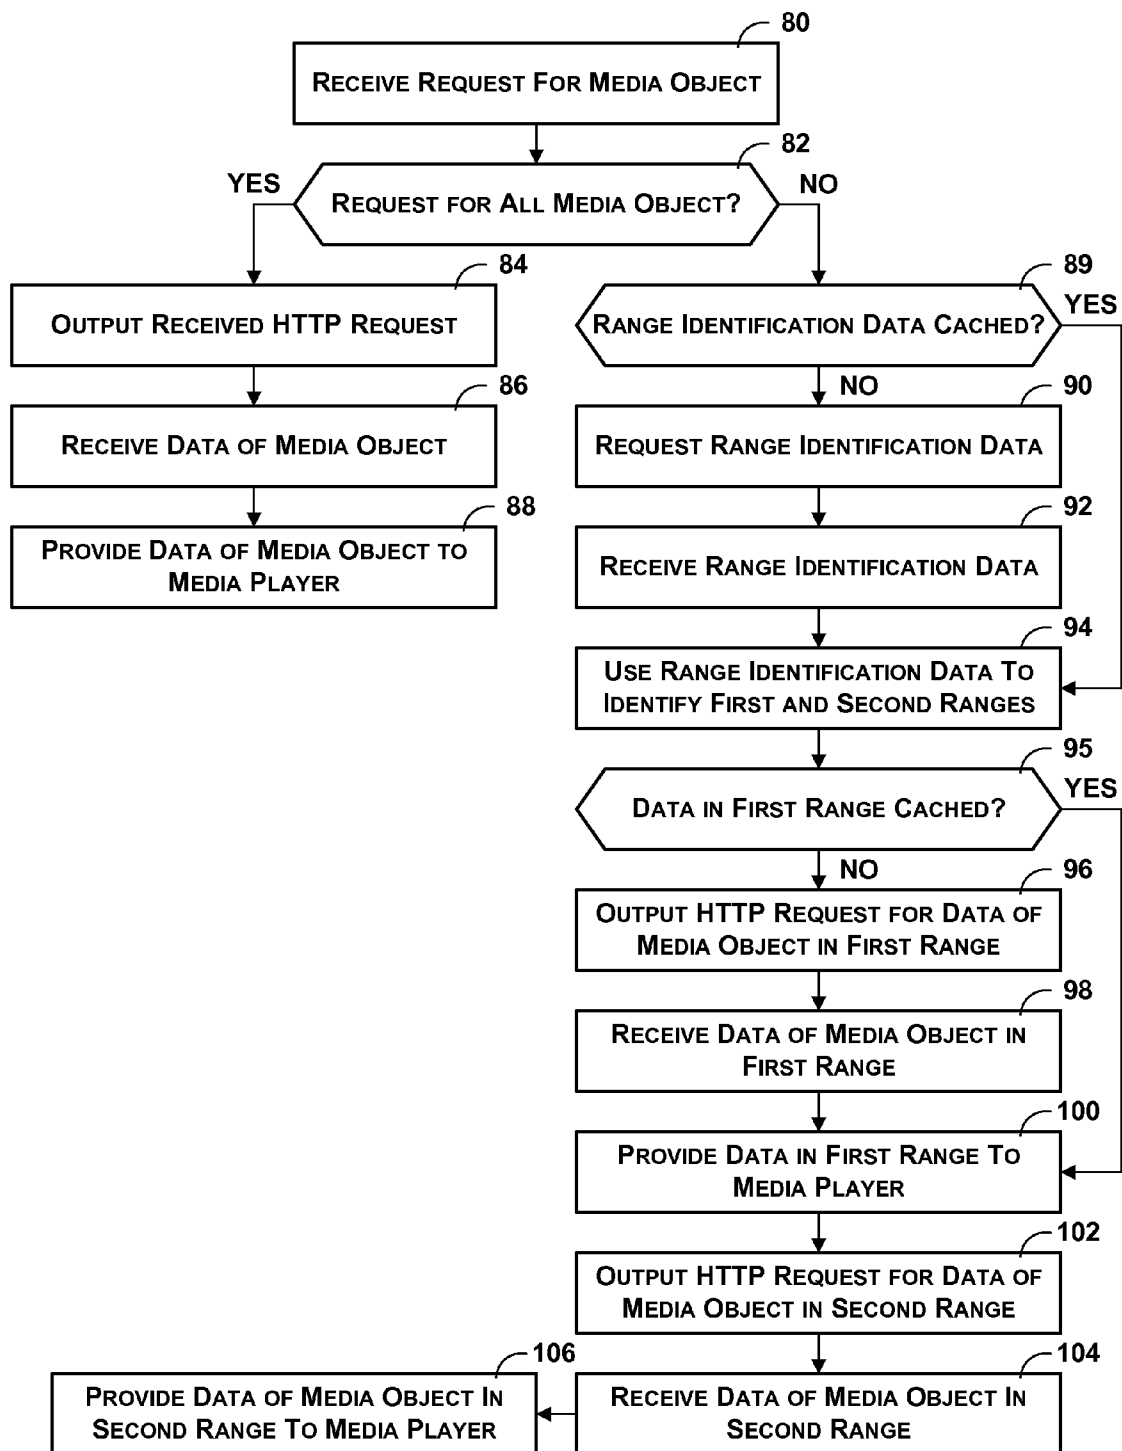 80
RECEIVE REQUEST FOR MEDIA OBJECT
82
YES
NO
REQUEST FOR ALL MEDIA OBJECT?
84
OUTPUT RECEIVED HTTP REQUEST
86
RECEIVE DATA OF MEDIA OBJECT
88
PROVIDE DATA OF MEDIA OBJECT TO
MEDIA PLAYER
89
YES
RANGE IDENTIFICATION DATA CACHED?
NO
90
REQUEST RANGE IDENTIFICATION DATA
92
RECEIVE RANGE IDENTIFICATION DATA
94
USE RANGE IDENTIFICATION DATA TO
IDENTIFY FIRST AND SECOND RANGES
95
YES
DATA IN FIRST RANGE CACHED?
NO
96
OUTPUT HTTP REQUEST FOR DATA OF
MEDIA OBJECT IN FIRST RANGE
98
RECEIVE DATA OF MEDIA OBJECT IN
FIRST RANGE
100
PROVIDE DATA IN FIRST RANGE TO
MEDIA PLAYER
102
OUTPUT HTTP REQUEST FOR DATA OF
MEDIA OBJECT IN SECOND RANGE
104
RECEIVE DATA OF MEDIA OBJECT IN
SECOND RANGE
106
PROVIDE DATA OF MEDIA OBJECT IN
SECOND RANGE TO MEDIA PLAYER